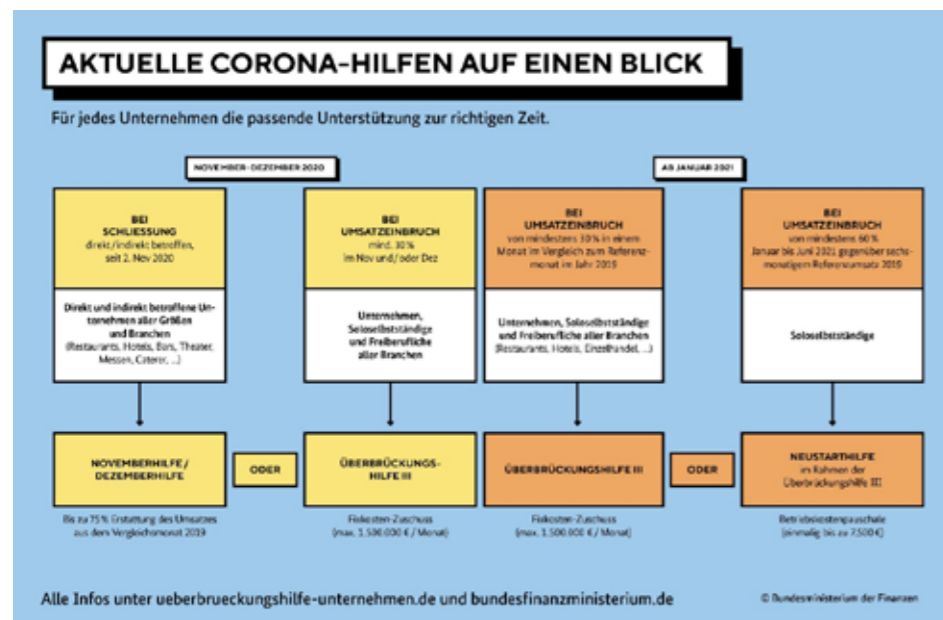 AKTUELLE CORONA-HILFEN AUF EINEN BLICK
Für jedes Unternehmen die passende Unterstützung zur richtigen Zeit.
NOVEMBER-DEZEMBER 2020
BEI
SCHLIESSUNG
direkt/indirekt betroffen,
seit 2. Nov 2020
Direkt und indirekt betroffene Un-
ternehmen aller Größen
und Branchen
(Restaurants, Hotels, Bars, Theater,
Messen, Caterer, ...)
NOVEMBERHILFE/
DEZEMBERHILFE
Bis zu 75% Erstattung des Umsatzes
aus dem Vergleichsmonat 2019
ODER
BEI
UMSATZEINBRUCH
mind. 30%
im Nov und/oder Dez
Unternehmen,
Soloselbstständige
und Freiberufliche
aller Branchen
ÜBERBRÜCKUNGS-
HILFE III
Fixkosten-Zuschuss
(max. 1.500.000 € / Monat)
AB JANUAR 2021
BEI
UMSATZEINBRUCH
von mindestens 30% in einem
Monat im Vergleich zum Referenz-
monat im Jahr 2019
Unternehmen, Soloselbstständige
und Freiberufliche aller Branchen
(Restaurants, Hotels, Einzelhandel, ...)
ÜBERBRÜCKUNGSHILFE III
Fixkosten-Zuschuss
(max. 1.500.000 € / Monat)
ODER
BEI
UMSATZEINBRUCH
von mindestens 60 %
Januar bis Juni 2021 gegenüber sechs-
monatigem Referenzumsatz 2019
Soloselbstständige
NEUSTARTHILFE
im Rahmen der
Überbrückungshilfe III
Betriebskostenpauschale
(einmalig bis zu 7.500 €)
Alle Infos unter ueberbrueckungshilfe-unternehmen.de und bundesfinanzministerium.de
© Bundesministerium der Finanzen